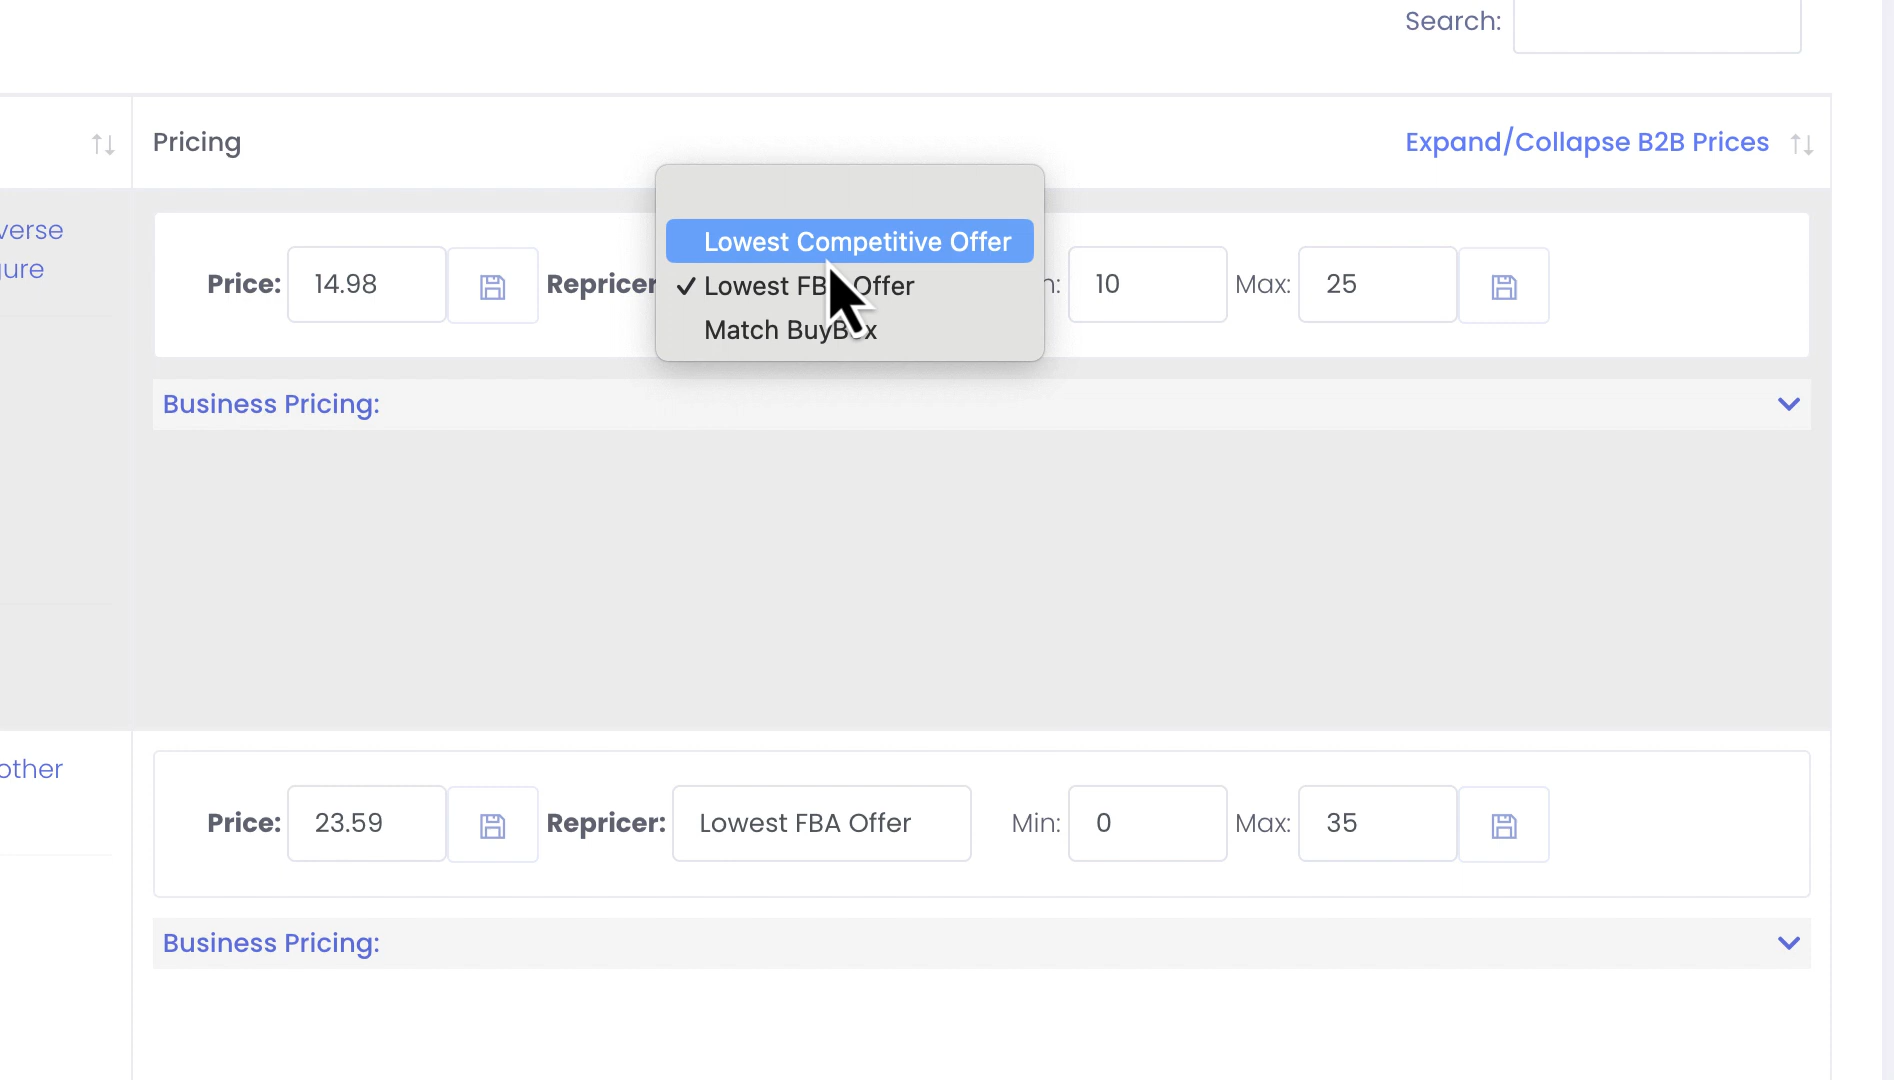 Search:
Pricing
Expand/Collapse B2B Prices
verse
gure
Price: 14.98 Repricer
Lowest Competitive Offer
✓ Lowest FB Offer
Match BuyB x
n: 10 Max: 25
Business Pricing:
other
Price: 23.59 Repricer: Lowest FBA Offer Min: 0 Max: 35
Business Pricing: